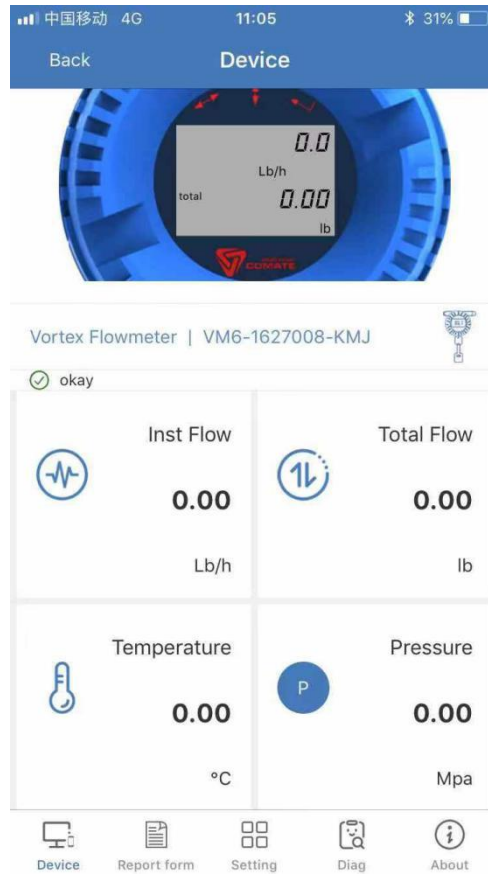 中国移动 4G 11:05 31%
Back Device
0.0
Lb/h
total 0.00
lb
COMATE
Vortex Flowmeter | VM6-1627008-KMJ
okay
Inst Flow Total Flow
0.00 0.00
Lb/h lb
Temperature Pressure
P
0.00 0.00
°C Mpa
Device Report form Setting Diag About